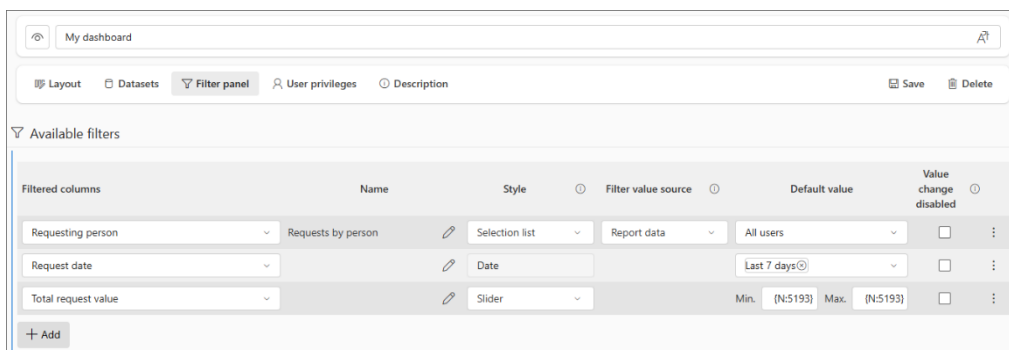 My dashboard
Layout Datasets Filter panel User privileges Description Save Delete
Available filters
Filtered columns Name Style Filter value source Default value Value change disabled
Requesting person Requests by person Selection list Report data All users
Request date Date Last 7 days
Total request value Slider Min. {N:5193} Max. {N:5193}
+ Add